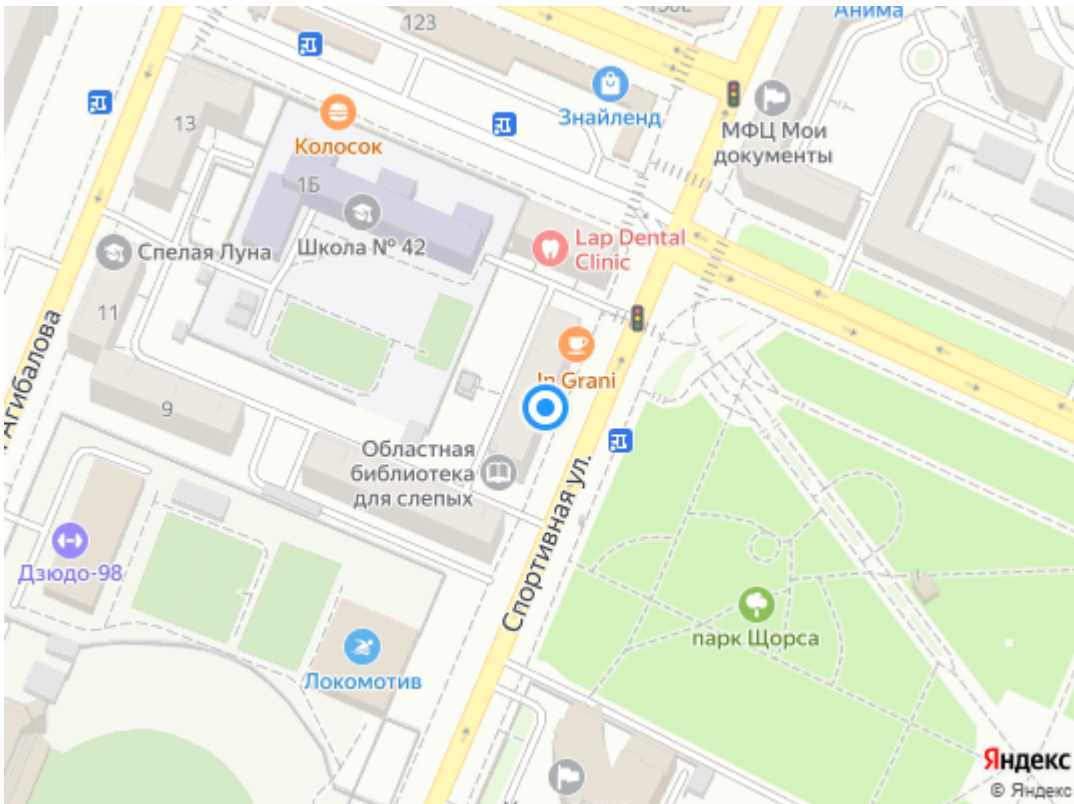 123
Анима
Знайленд
13
Колосок
МФЦ Мои
документы
1Б
Школа № 42
Lap Dental
Clinic
Спелая Луна
11
In Grani
Агибалова
9
Областная
библиотека
для слепых
Спортивная ул.
Дзюдо-98
парк Щорса
Локомотив
Яндекс
© Яндекс